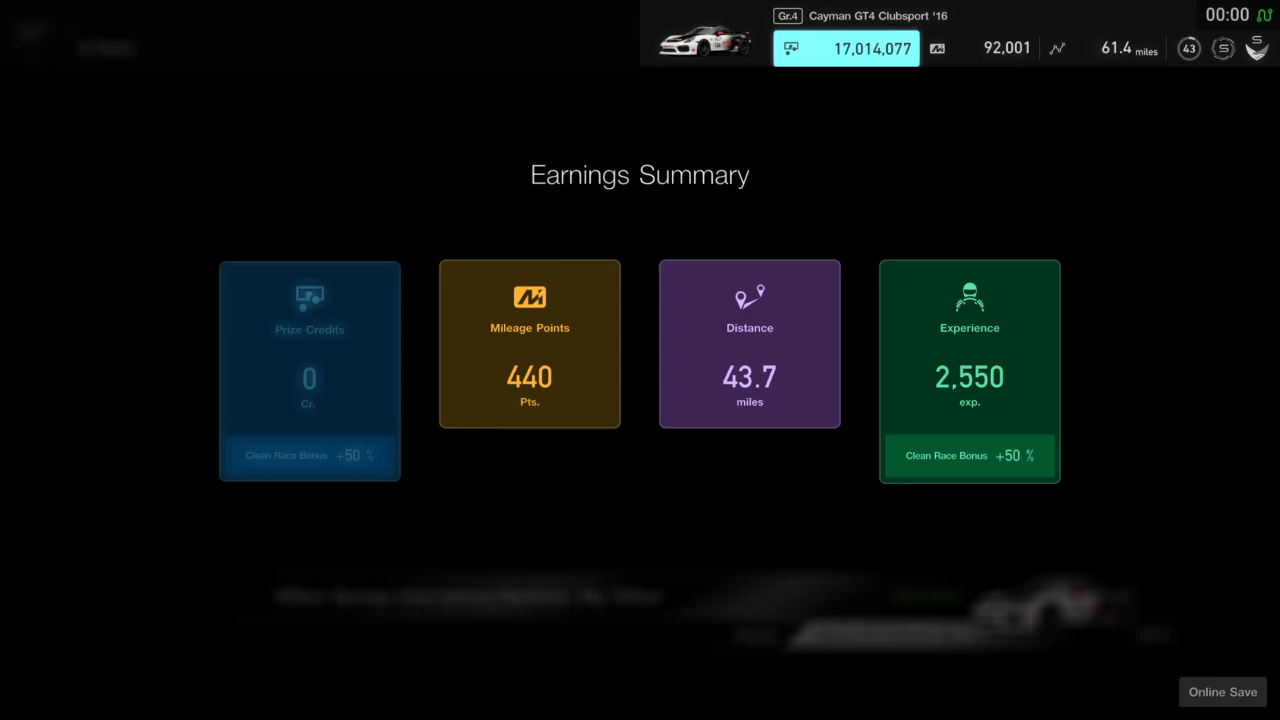 Gr.4 Cayman GT4 Clubsport '16
00:00
17,014,077
92,001
61.4 miles
43
S
S
Earnings Summary
Prize Credits
0
Cr.
Clean Race Bonus +50 %
Mileage Points
440
Pts.
Distance
43.7
miles
Experience
2,550
exp.
Clean Race Bonus +50 %
Online Save